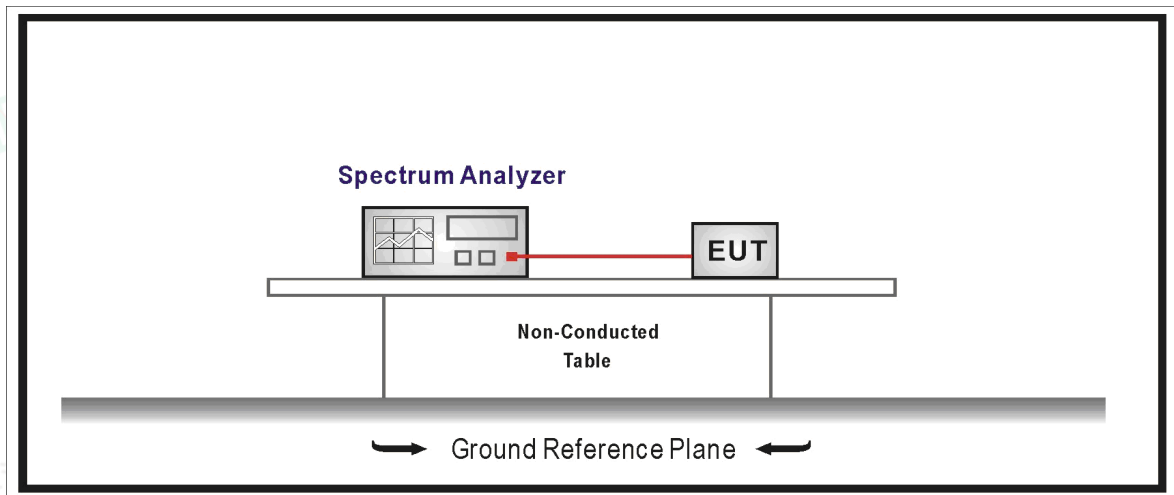 Spectrum Analyzer
EUT
Non-Conducted
Table
Ground Reference Plane